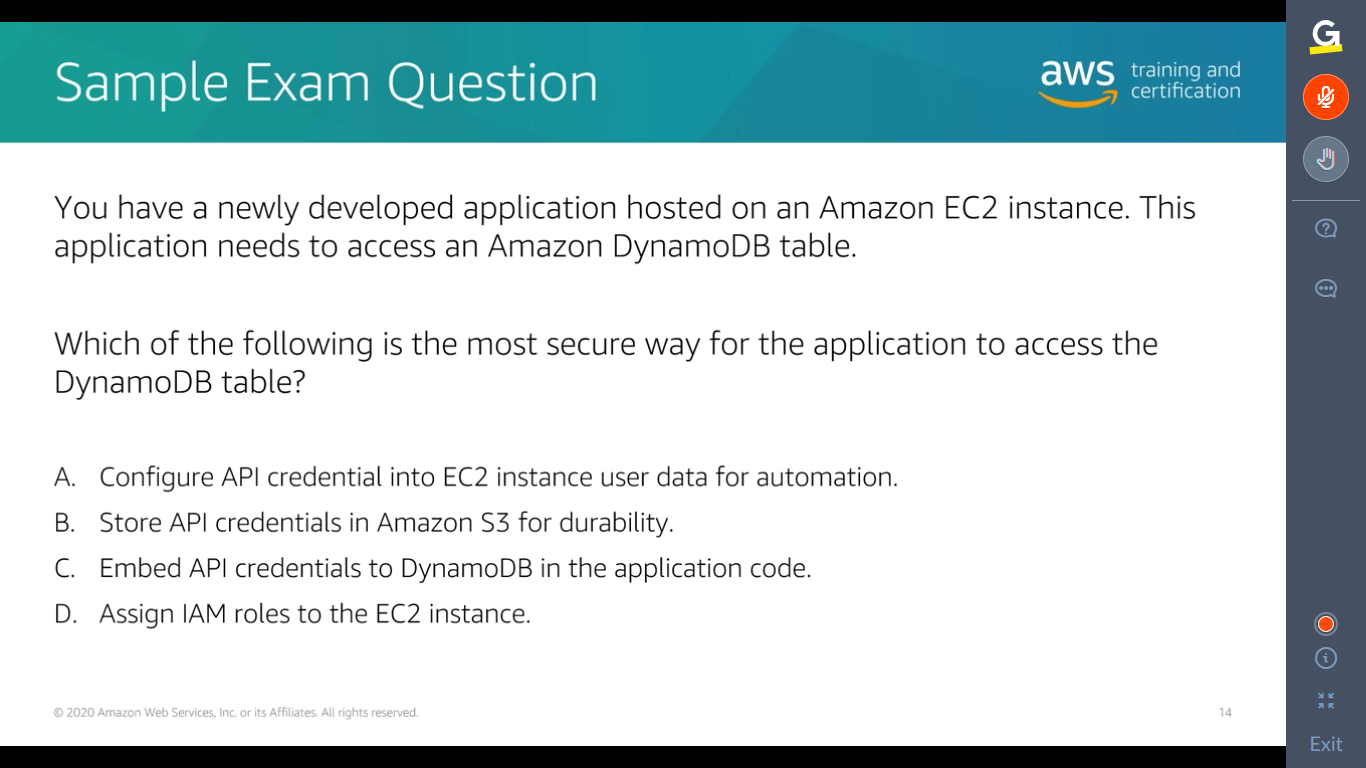 Sample Exam Question
aws training and
certification
You have a newly developed application hosted on an Amazon EC2 instance. This
application needs to access an Amazon DynamoDB table.
Which of the following is the most secure way for the application to access the
DynamoDB table?
A. Configure API credential into EC2 instance user data for automation.
B. Store API credentials in Amazon S3 for durability.
C. Embed API credentials to DynamoDB in the application code.
D. Assign IAM roles to the EC2 instance.
© 2020 Amazon Web Services, Inc. or its Affiliates. All rights reserved.
14
G
Exit